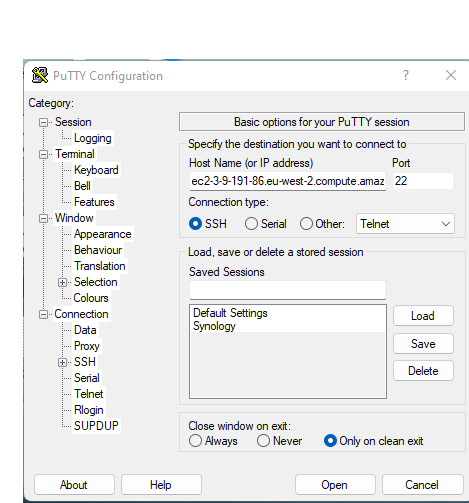 PuTTY Configuration
?
Category:
Session
Logging
Terminal
Keyboard
Bell
Features
Window
Appearance
Behaviour
Translation
Selection
Colours
Connection
Data
Proxy
SSH
Serial
Telnet
Rlogin
SUPDUP
Basic options for your PuTTY session
Specify the destination you want to connect to
Host Name (or IP address) Port
ec2-3-9-191-86.eu-west-2.compute.amaz 22
Connection type:
SSH Serial Other: Telnet
Load, save or delete a stored session
Saved Sessions
Default Settings
Synology
Load
Save
Delete
Close window on exit:
Always Never Only on clean exit
About Help Open Cancel